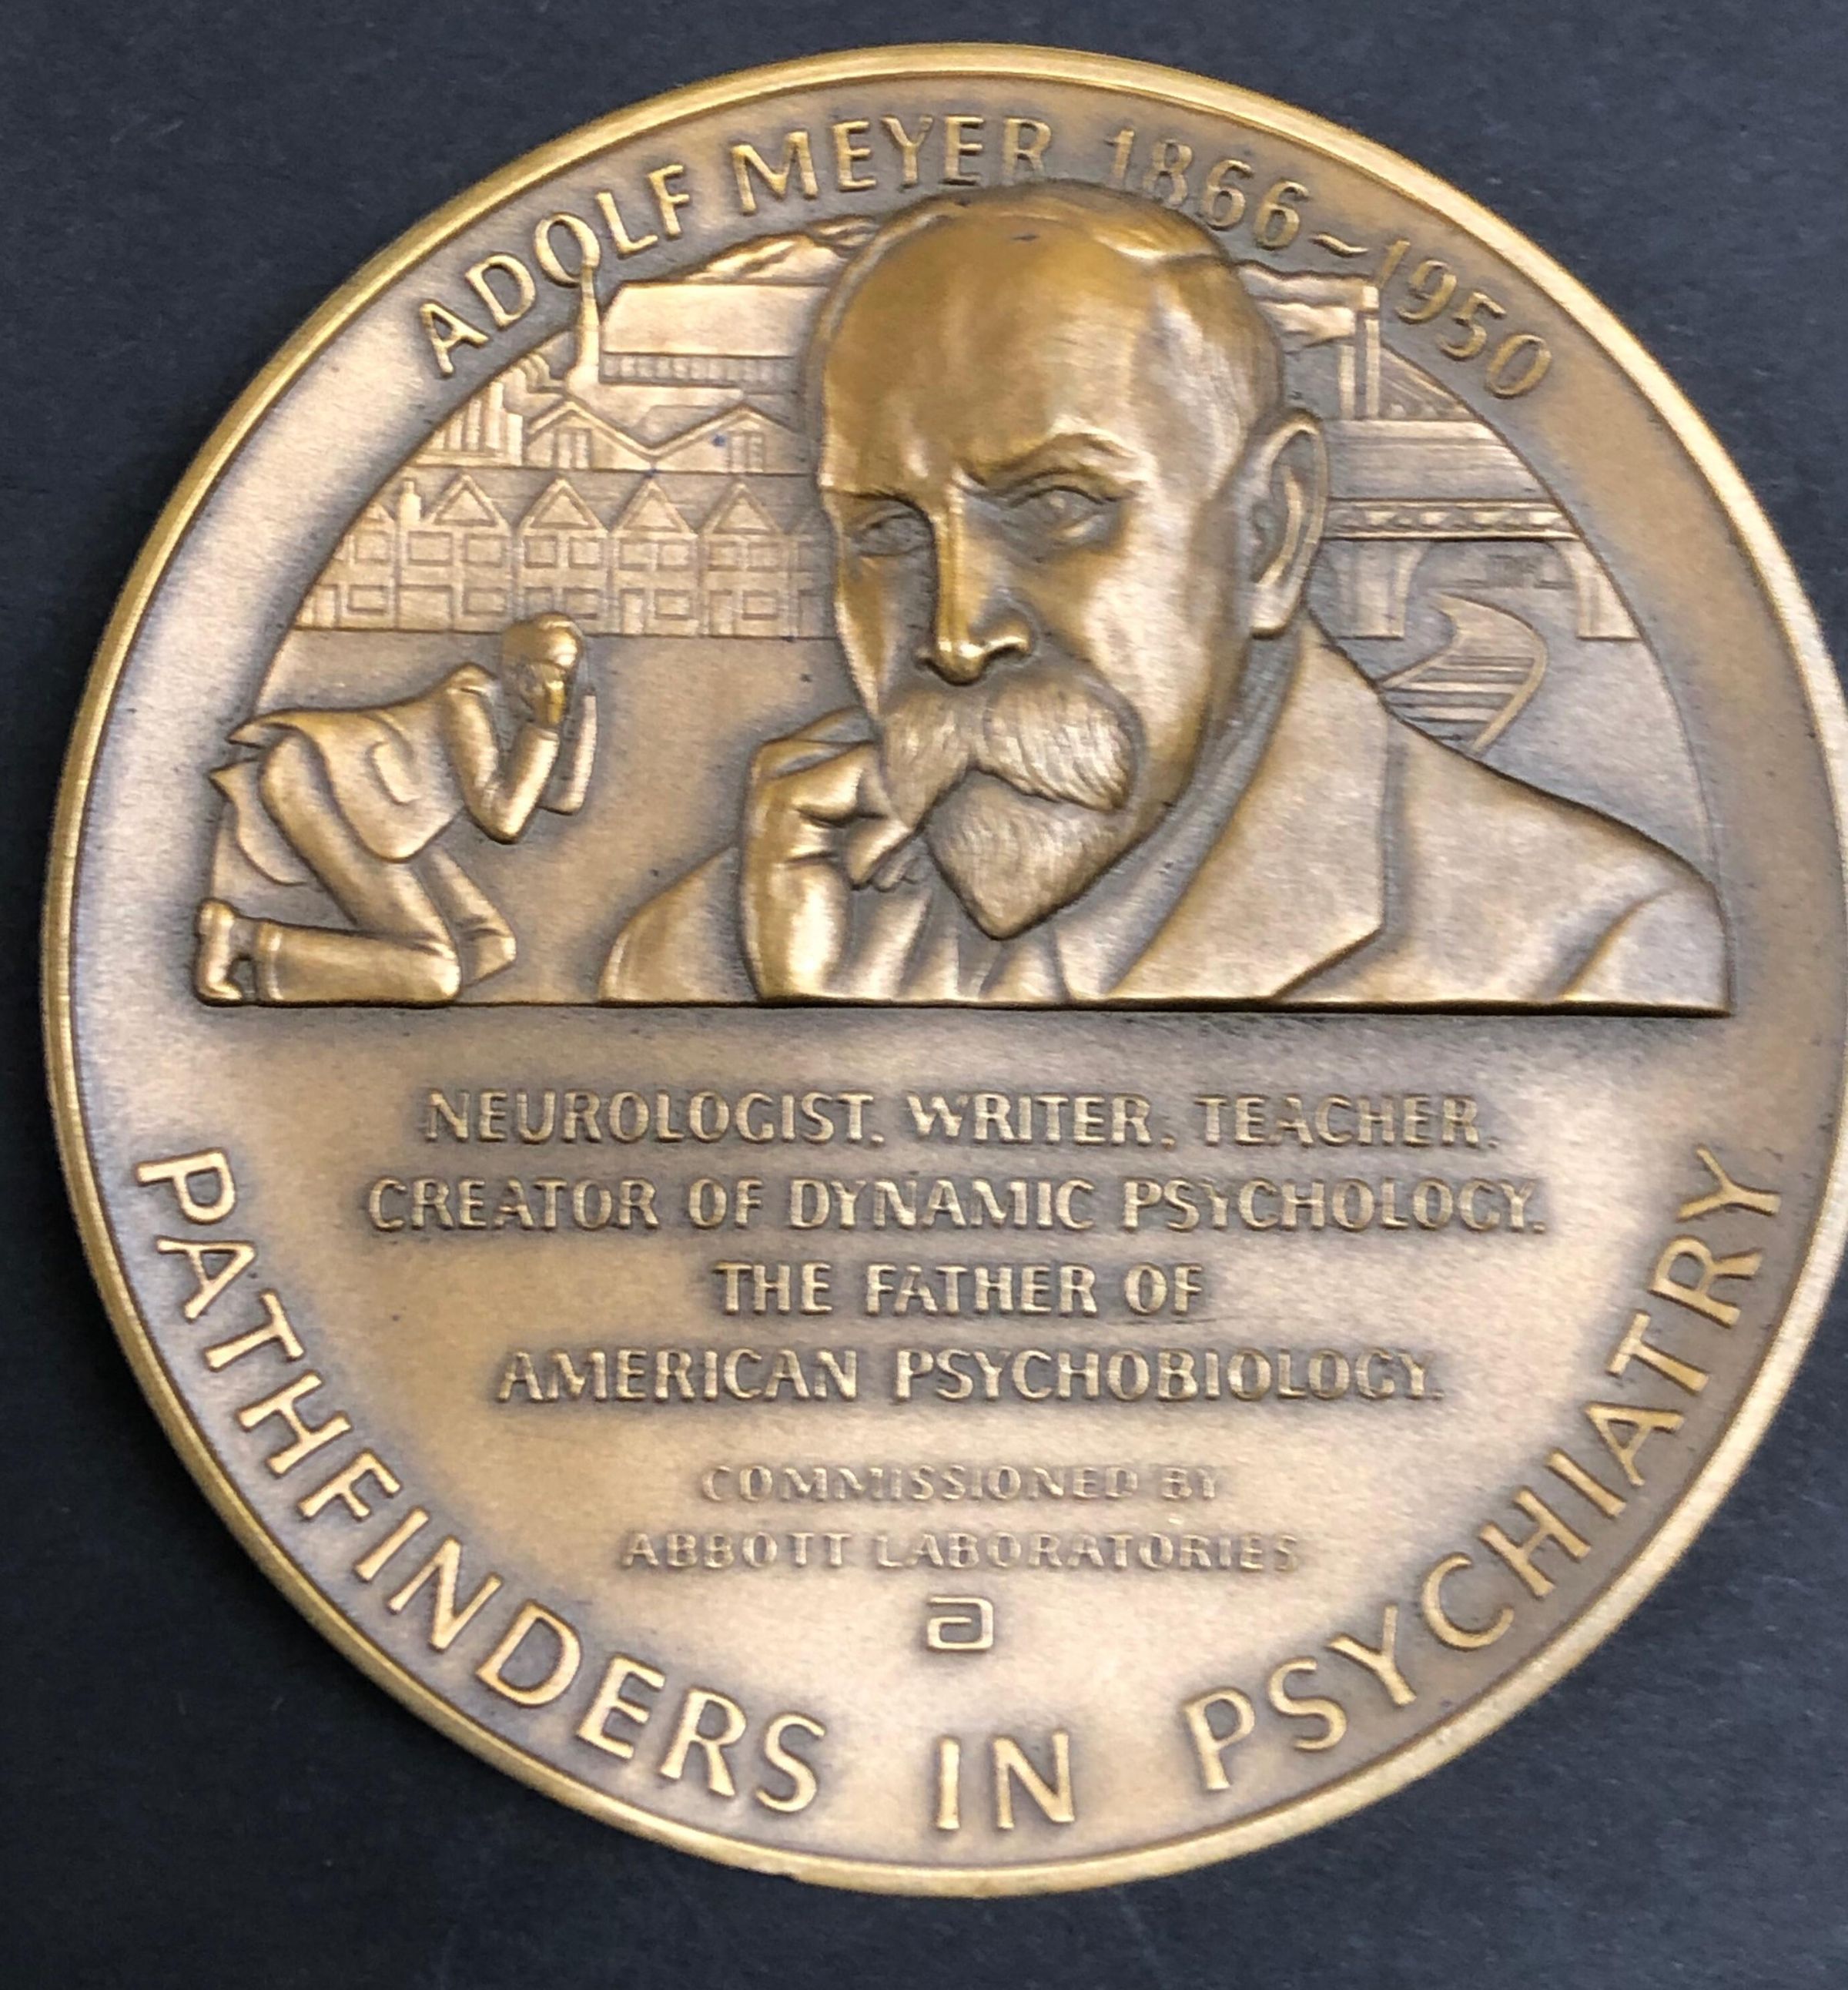 ADOLF MEYER 1866~1950
NEUROLOGIST. WRITER. TEACHER.
CREATOR OF DYNAMIC PSYCHOLOGY.
THE FATHER OF
AMERICAN PSYCHOBIOLOGY.
COMMISSIONED BY
ABBOTT LABORATORIES
a
PATHFINDERS IN PSYCHIATRY